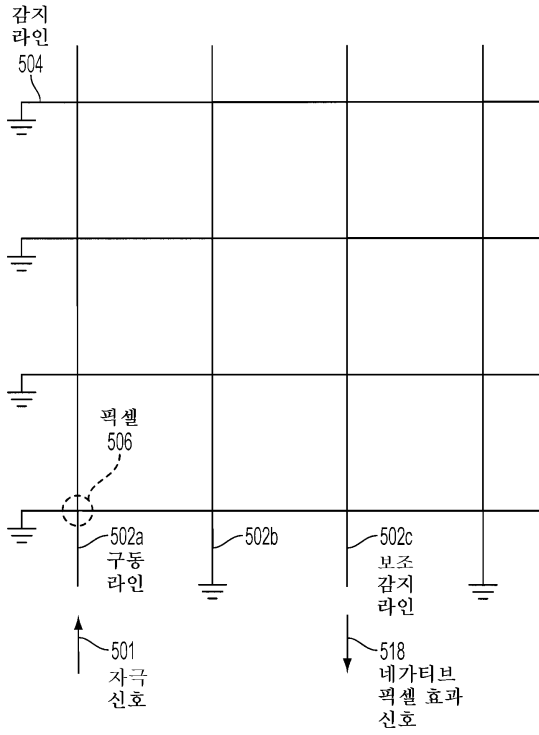 감지
라인
504
픽셀
506
502a
구동
라인
502b
502c
보조
감지
라인
501
자극
신호
518
네가티브
픽셀 효과
신호